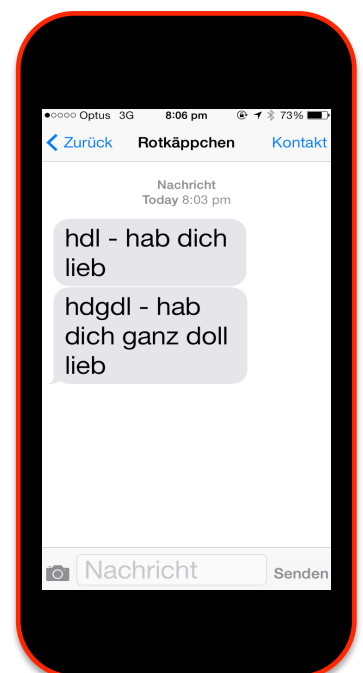 ●○○○○ Optus 3G 8:06 pm 73%
Zurück Rotkäppchen Kontakt
Nachricht
Today 8:03 pm
hdl - hab dich
lieb
hdgdl - hab
dich ganz doll
lieb
Nachricht Senden